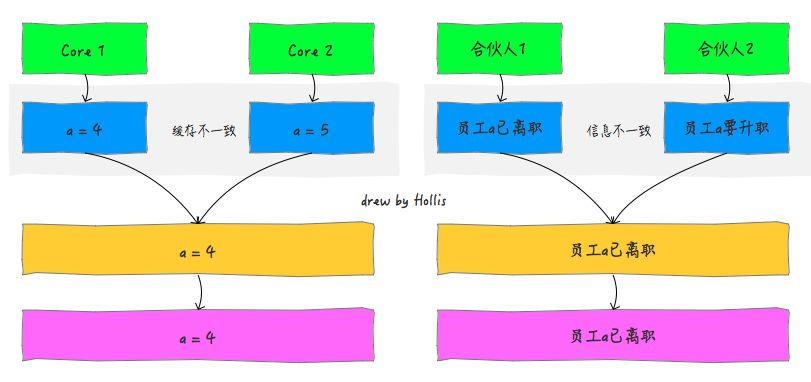 Core 1
Core 2
合伙人1
合伙人2
a = 4
缓存不一致
a = 5
员工a已离职
信息不一致
员工a要升职
drew by Hollis
a = 4
员工a已离职
a = 4
员工a已离职